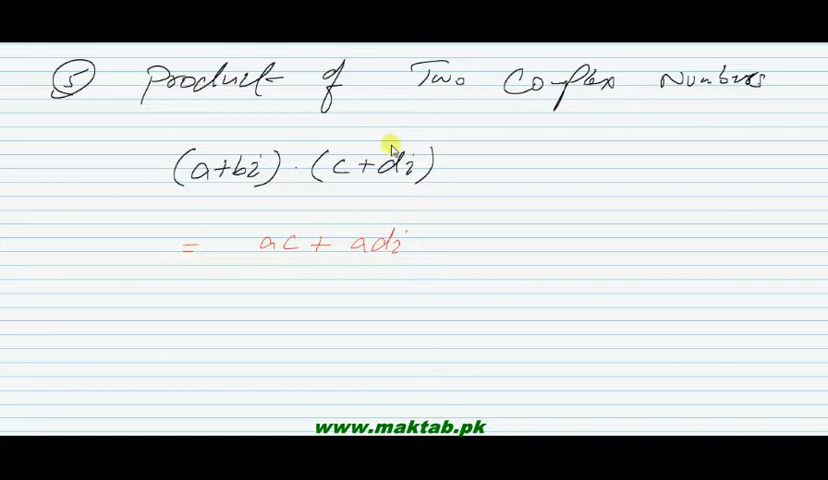 ⑤ Product of Two Complex Numbers
(a+bi) . (c+di)
= ac + adi
www.maktab.pk